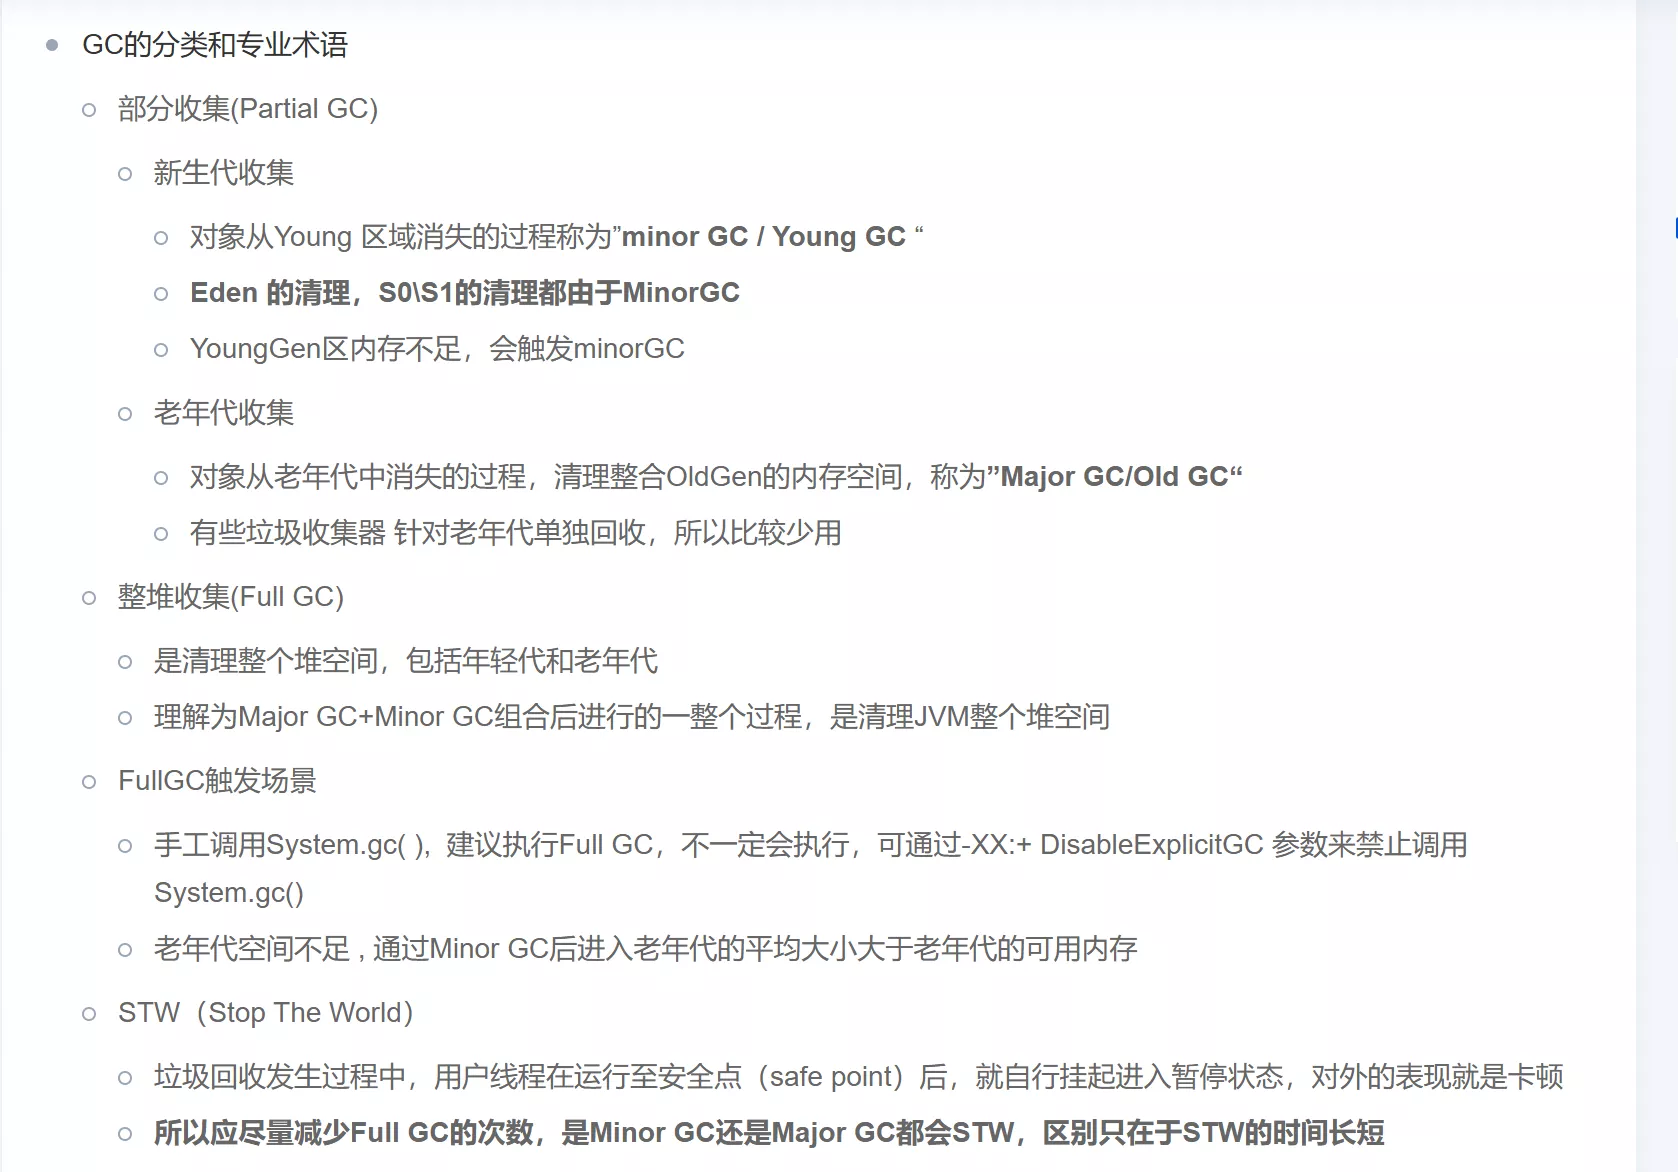 GC的分类和专业术语
部分收集(Partial GC)
新生代收集
对象从Young 区域消失的过程称为”minor GC / Young GC “
Eden 的清理，S0\S1的清理都由于MinorGC
YoungGen区内存不足，会触发minorGC
老年代收集
对象从老年代中消失的过程，清理整合OldGen的内存空间，称为”Major GC/Old GC“
有些垃圾收集器 针对老年代单独回收，所以比较少用
整堆收集(Full GC)
是清理整个堆空间，包括年轻代和老年代
理解为Major GC+Minor GC组合后进行的一整个过程，是清理JVM整个堆空间
FullGC触发场景
手工调用System.gc( )，建议执行Full GC，不一定会执行，可通过-XX:+ DisableExplicitGC 参数来禁止调用
System.gc()
老年代空间不足 , 通过Minor GC后进入老年代的平均大小大于老年代的可用内存
STW（Stop The World）
垃圾回收发生过程中，用户线程在运行至安全点（safe point）后，就自行挂起进入暂停状态，对外的表现就是卡顿
所以应尽量减少Full GC的次数，是Minor GC还是Major GC都会STW，区别只在于STW的时间长短